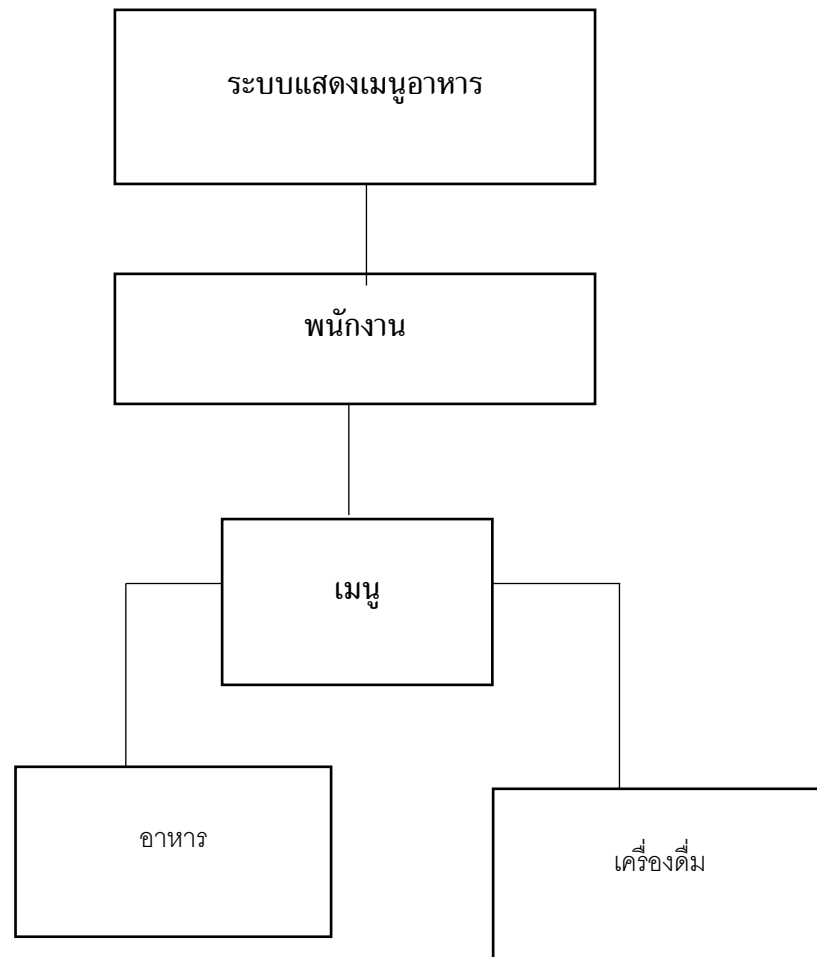 ระบบแสดงเมนูอาหาร
พนักงาน
เมนู
อาหาร
เครื่องดื่ม